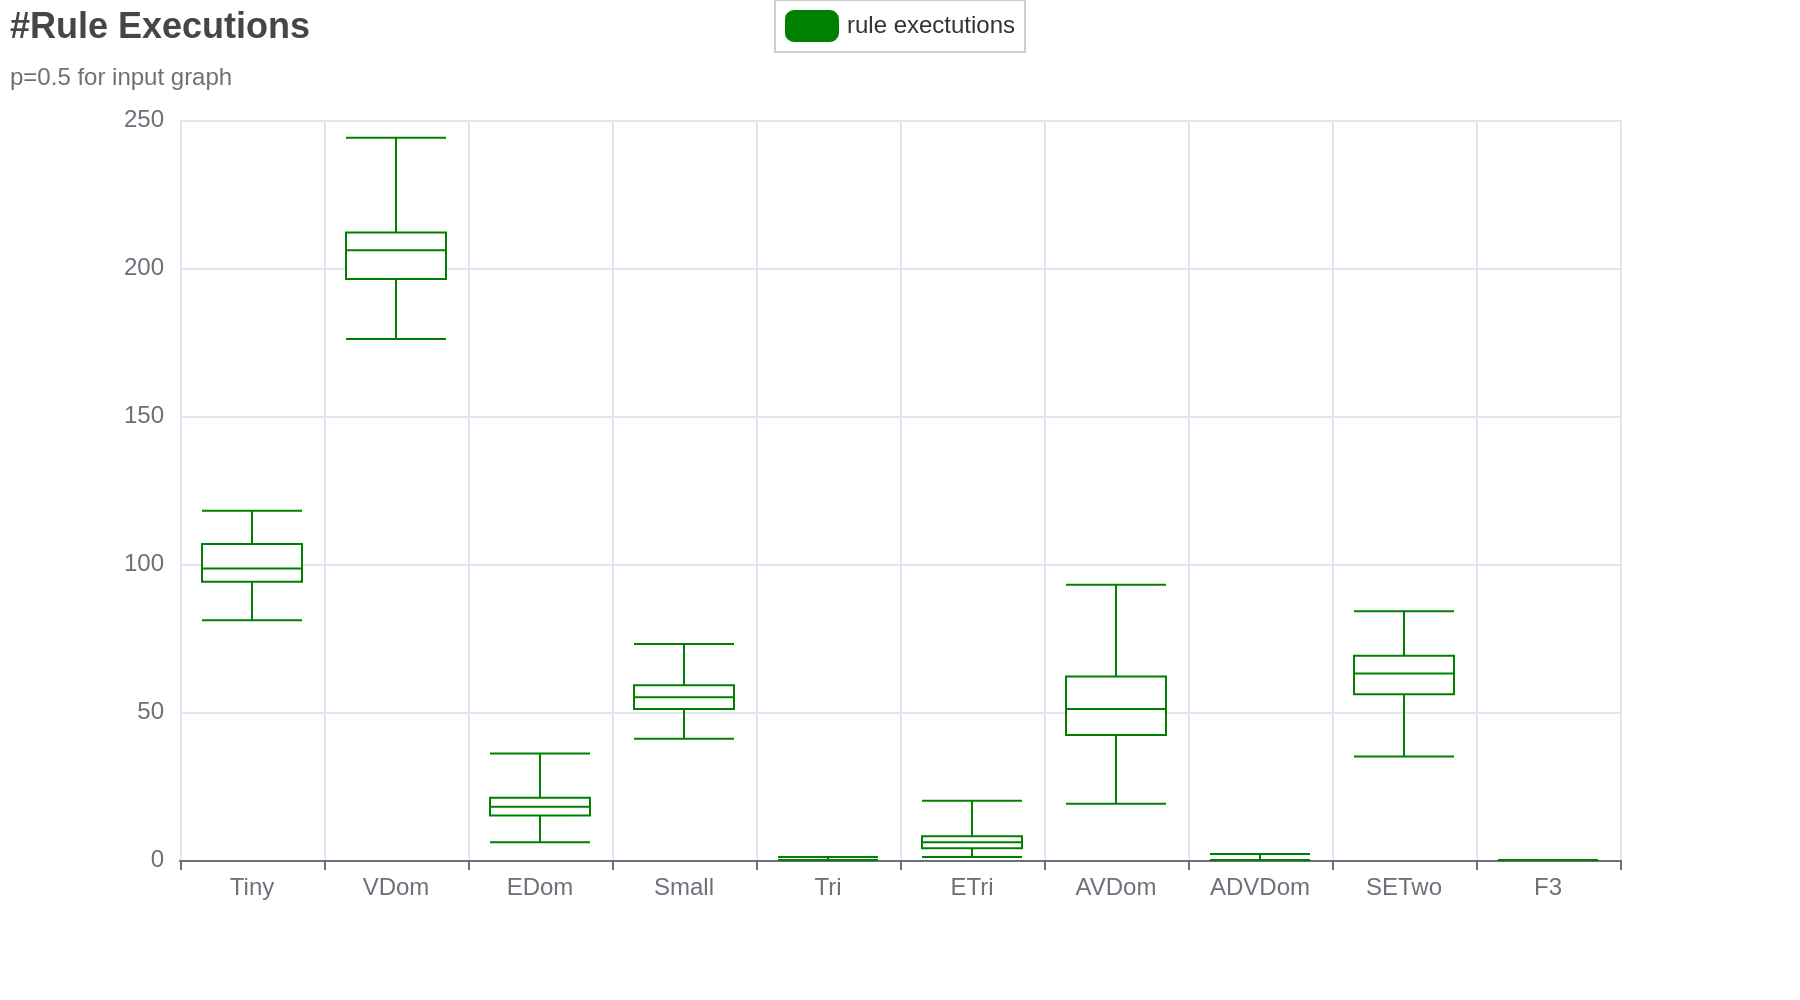 #Rule Executions
rule exectutions
p=0.5 for input graph
250
200
150
100
50
0
Tiny VDom EDom Small Tri ETri AVDom ADVDom SETwo F3